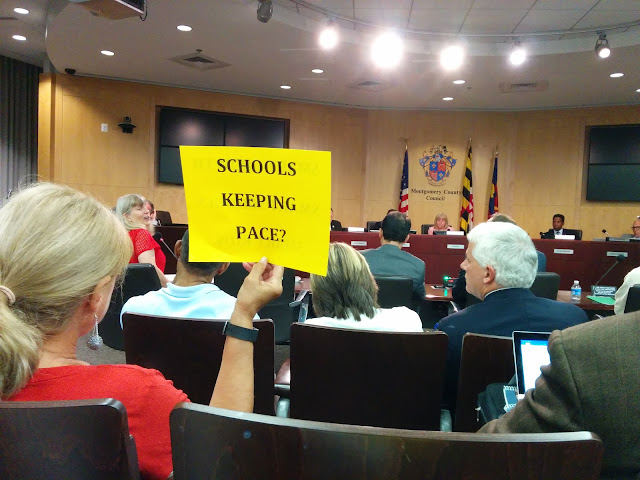 SCHOOLS
KEEPING
PACE?
Montgomery County
Council